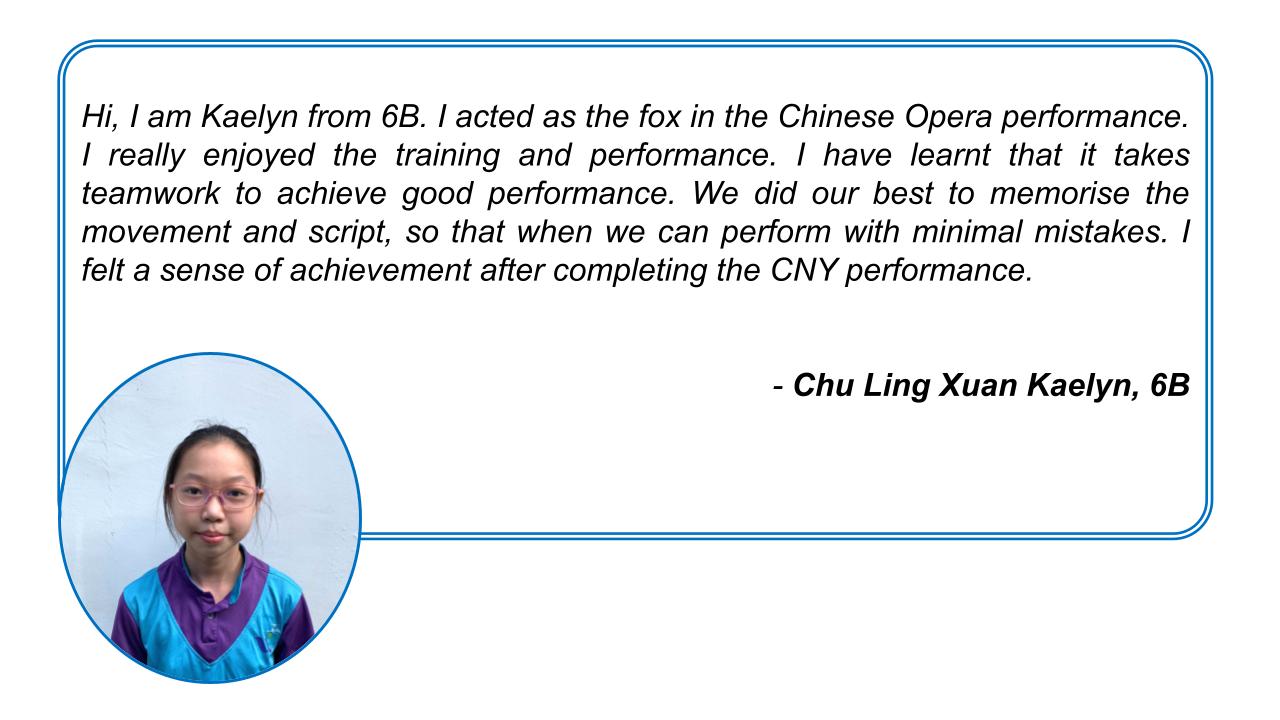 Hi, I am Kaelyn from 6B. I acted as the fox in the Chinese Opera performance.
I really enjoyed the training and performance. I have learnt that it takes
teamwork to achieve good performance. We did our best to memorise the
movement and script, so that when we can perform with minimal mistakes. I
felt a sense of achievement after completing the CNY performance.
- Chu Ling Xuan Kaelyn, 6B